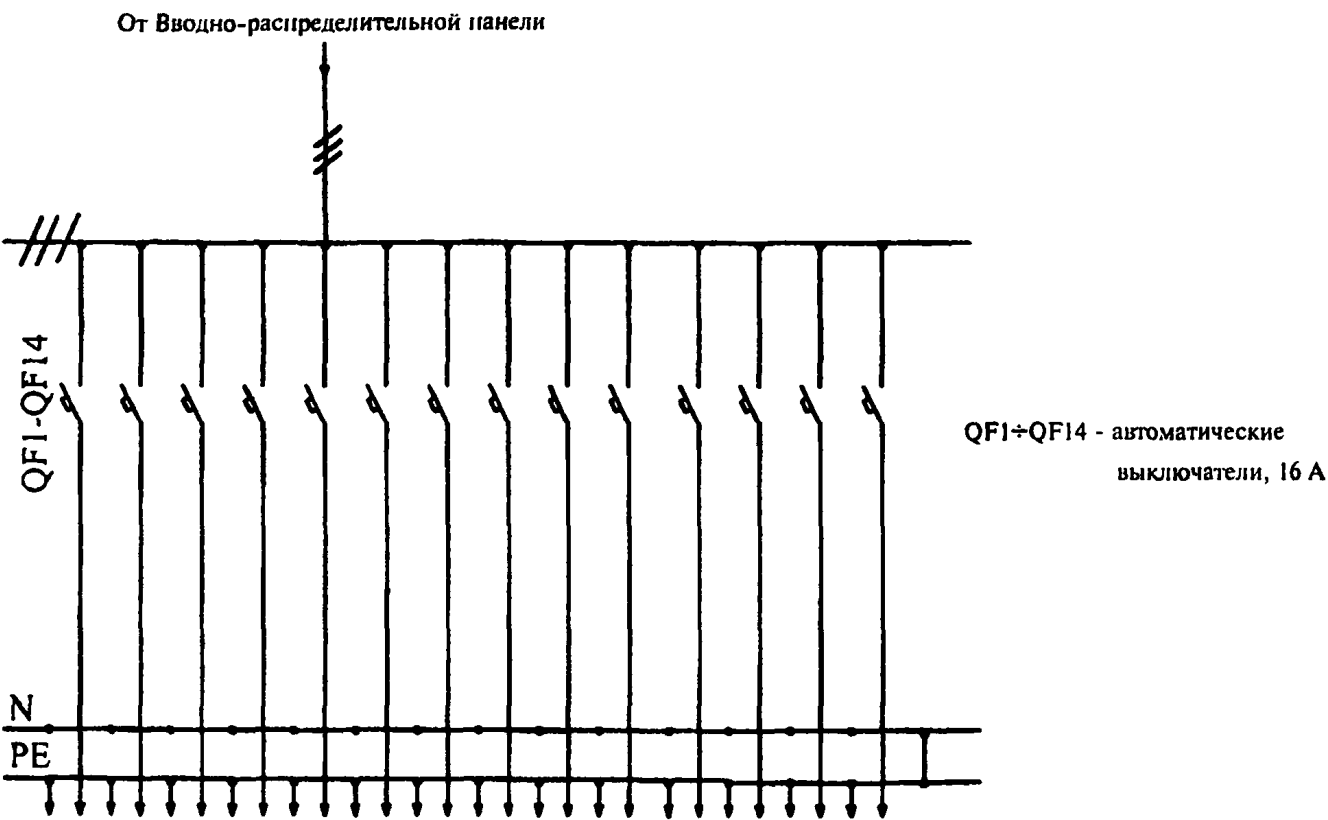 От Вводно-распределительной панели
QF1-QF14
QF1÷QF14 - автоматические
выключатели, 16 А
N
PE